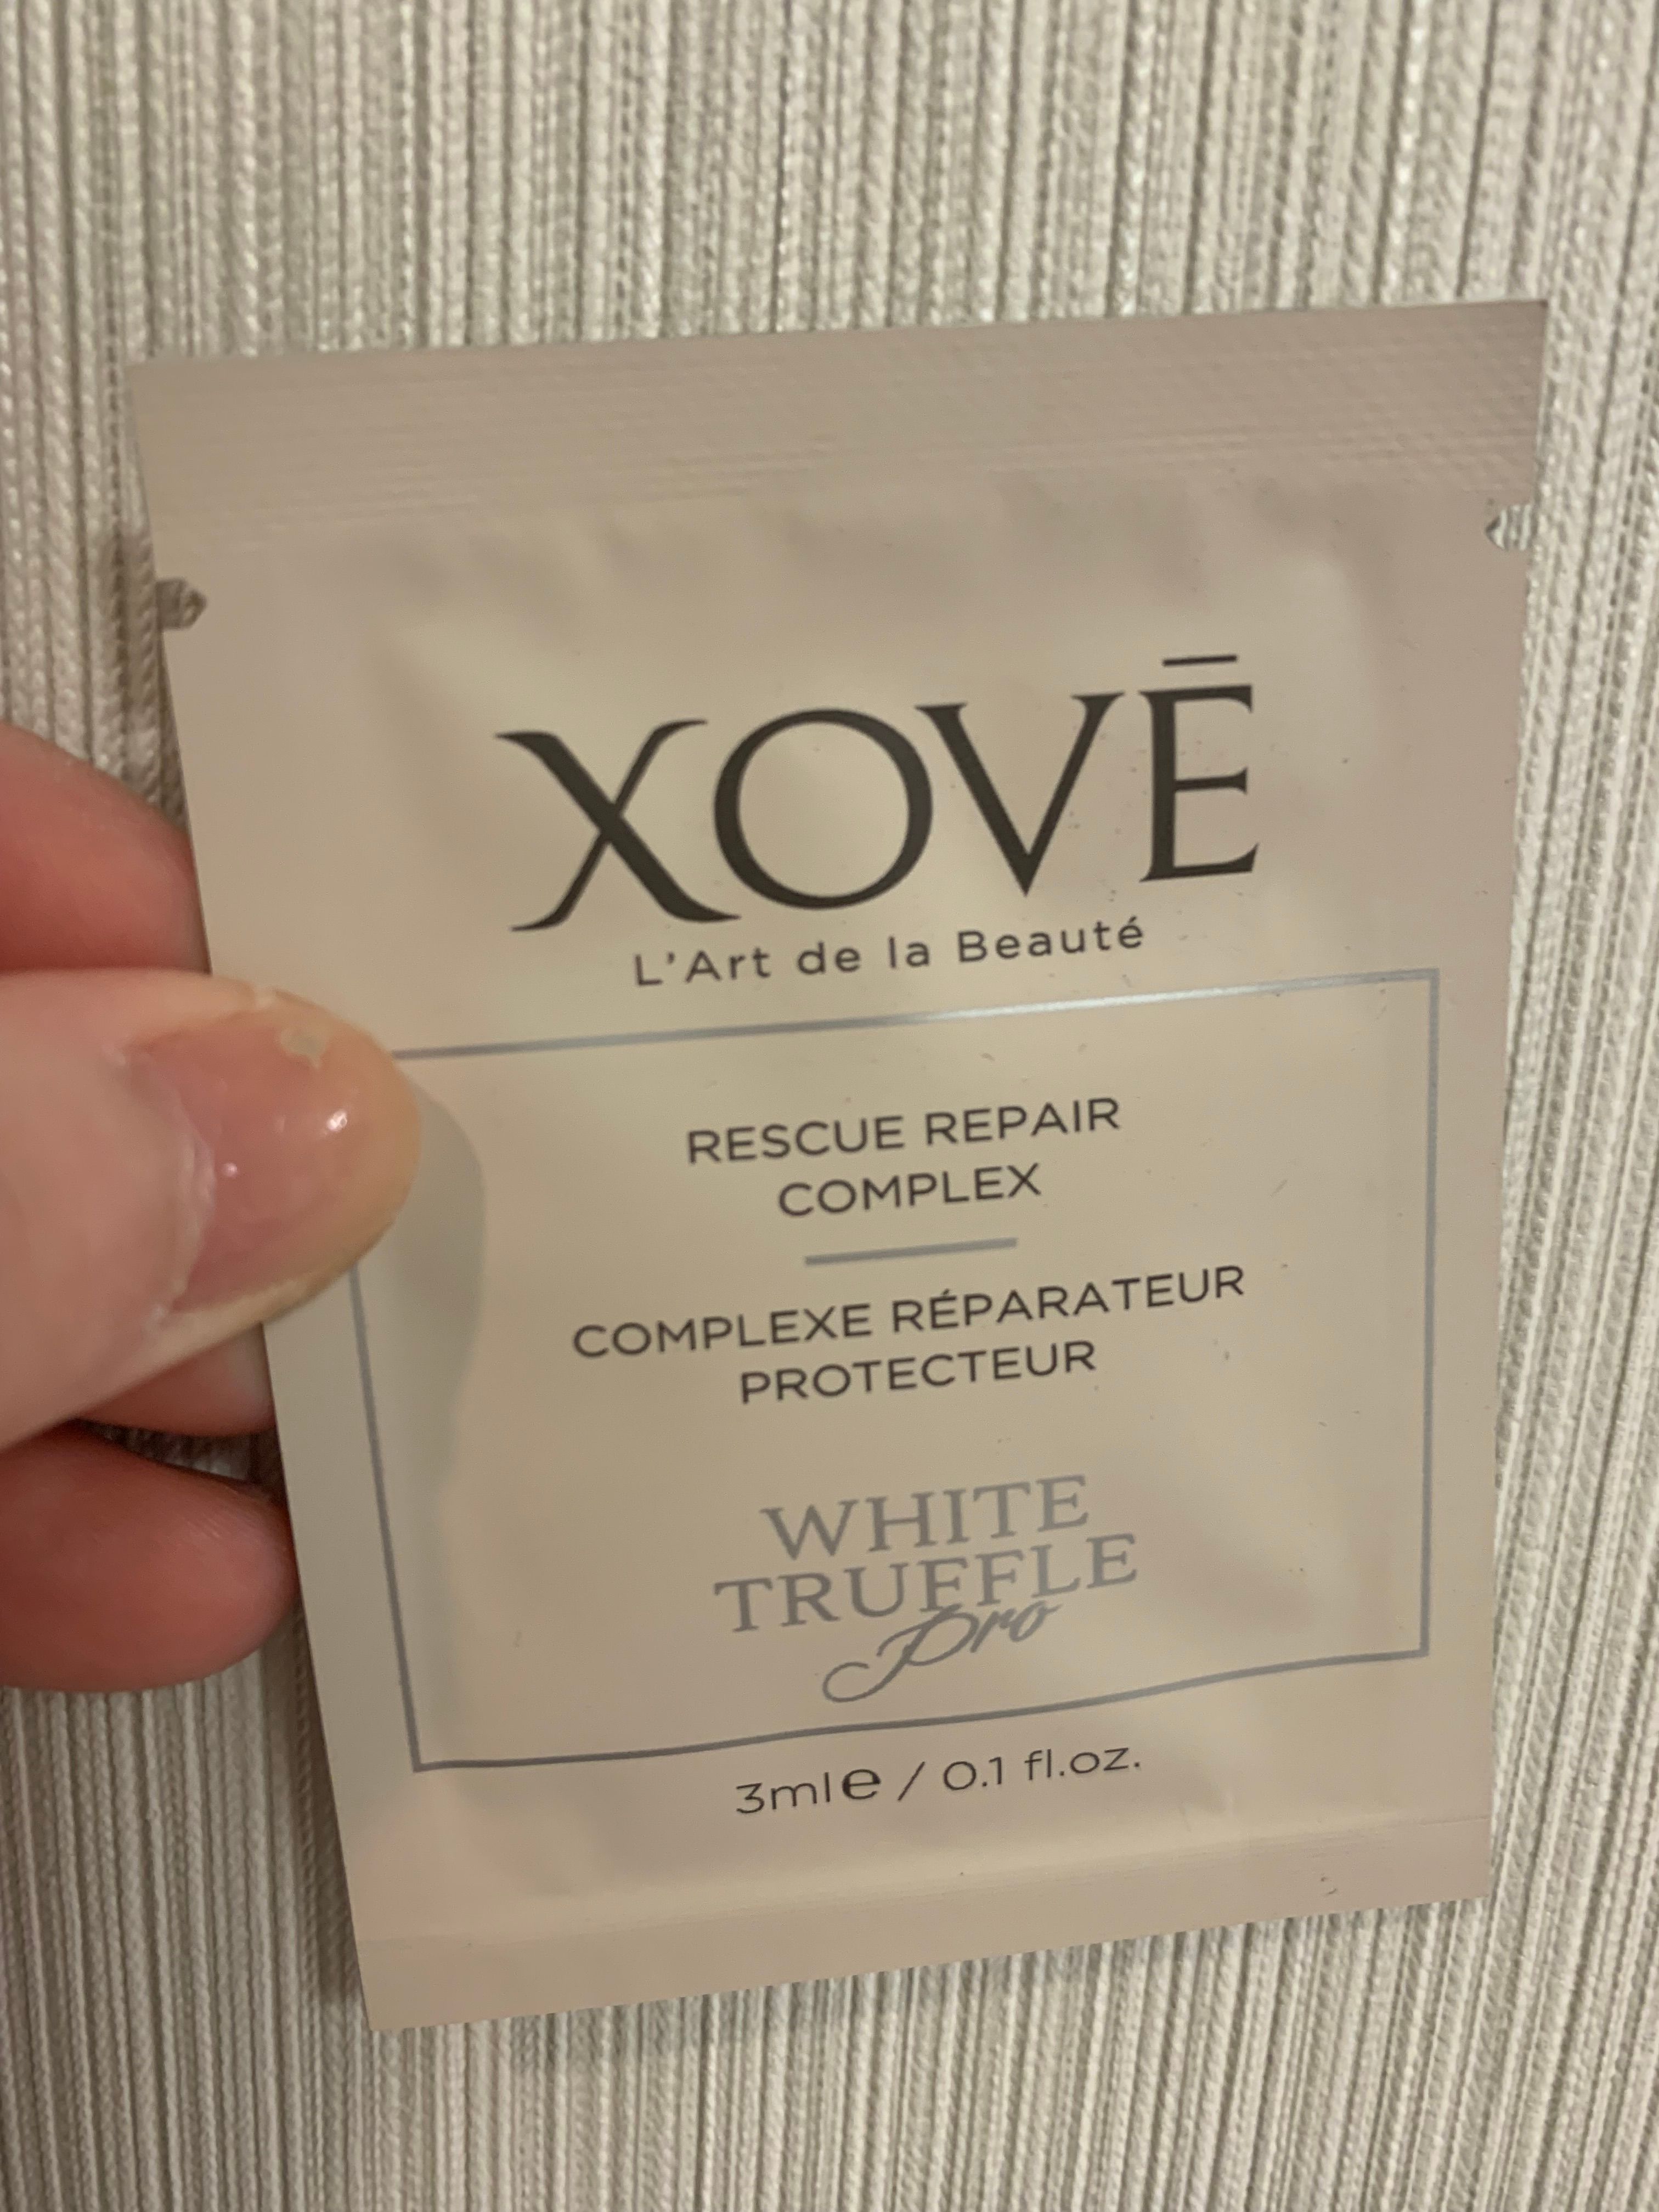 XOVĒ
L'Art de la Beauté
RESCUE REPAIR
COMPLEX
COMPLEXE RÉPARATEUR
PROTECTEUR
WHITE
TRUFFLE
Pro
3ml℮ / 0.1 fl.oz.